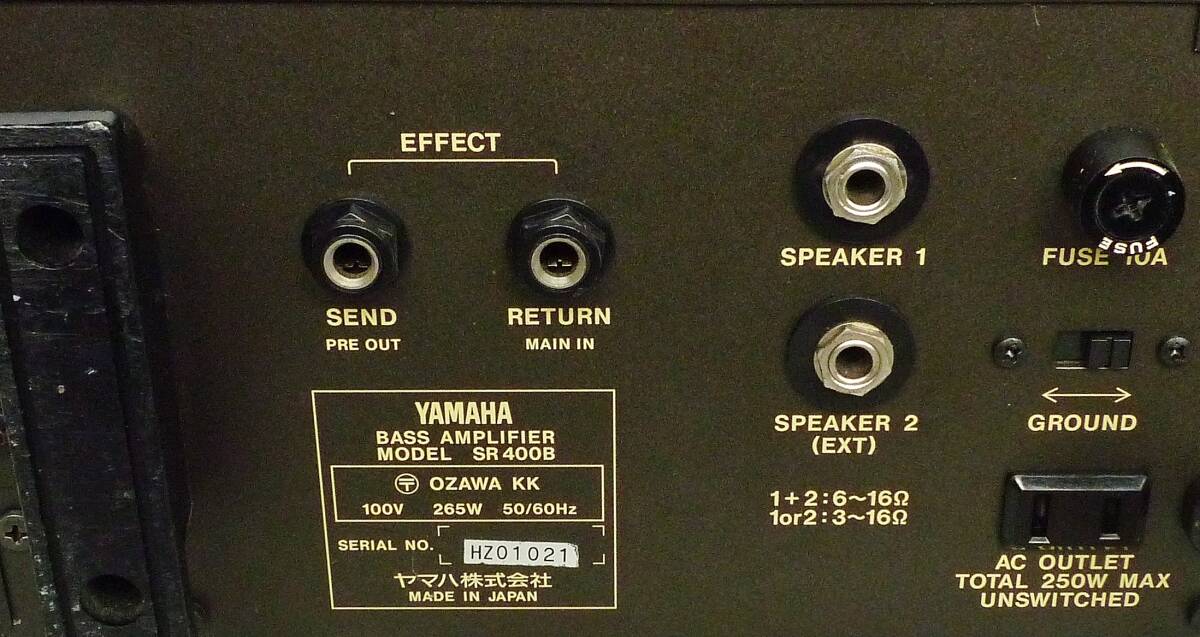 EFFECT
SEND
PRE OUT
RETURN
MAIN IN
YAMAHA
BASS AMPLIFIER
MODEL SR400B
〒 OZAWA KK
100V 265W 50/60Hz
SERIAL NO. HZ01021
ヤマハ株式会社
MADE IN JAPAN
SPEAKER 1
SPEAKER 2
(EXT)
1+2:6~16Ω
1or2:3~16Ω
FUSE
FUSE 10A
GROUND
AC OUTLET
TOTAL 250W MAX
UNSWITCHED